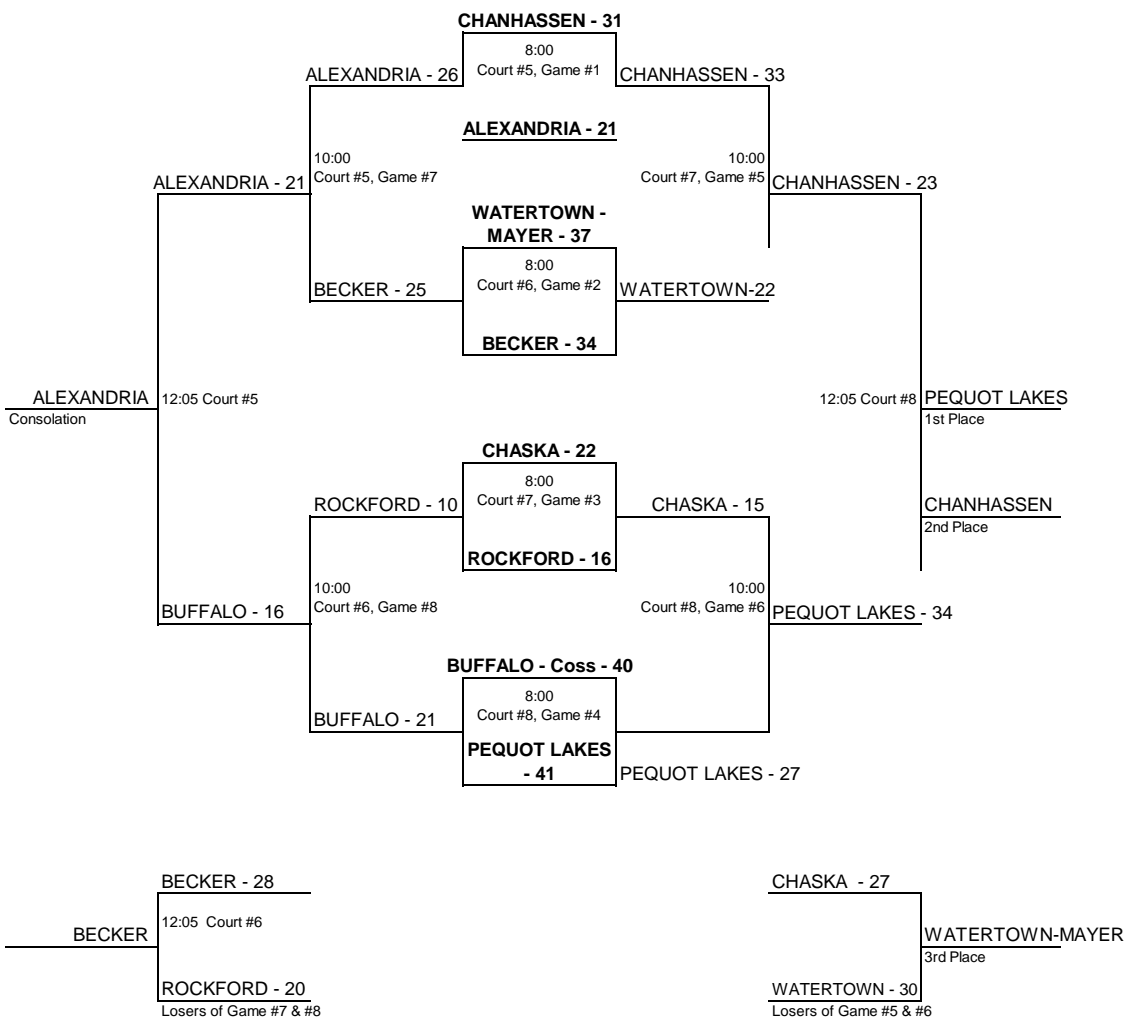 CHANHASSEN - 31
8:00
Court #5, Game #1
ALEXANDRIA - 26
CHANHASSEN - 33
ALEXANDRIA - 21
10:00
Court #5, Game #7
10:00
Court #7, Game #5
ALEXANDRIA - 21
CHANHASSEN - 23
WATERTOWN -
MAYER - 37
8:00
Court #6, Game #2
BECKER - 25
WATERTOWN-22
BECKER - 34
ALEXANDRIA
Consolation
12:05 Court #5
12:05 Court #8
PEQUOT LAKES
1st Place
CHASKA - 22
8:00
Court #7, Game #3
ROCKFORD - 10
CHASKA - 15
CHANHASSEN
2nd Place
ROCKFORD - 16
10:00
Court #6, Game #8
10:00
Court #8, Game #6
BUFFALO - 16
PEQUOT LAKES - 34
BUFFALO - Coss - 40
8:00
Court #8, Game #4
BUFFALO - 21
PEQUOT LAKES
- 41
PEQUOT LAKES - 27
BECKER - 28
CHASKA - 27
12:05 Court #6
BECKER
WATERTOWN-MAYER
3rd Place
ROCKFORD - 20
Losers of Game #7 & #8
WATERTOWN - 30
Losers of Game #5 & #6